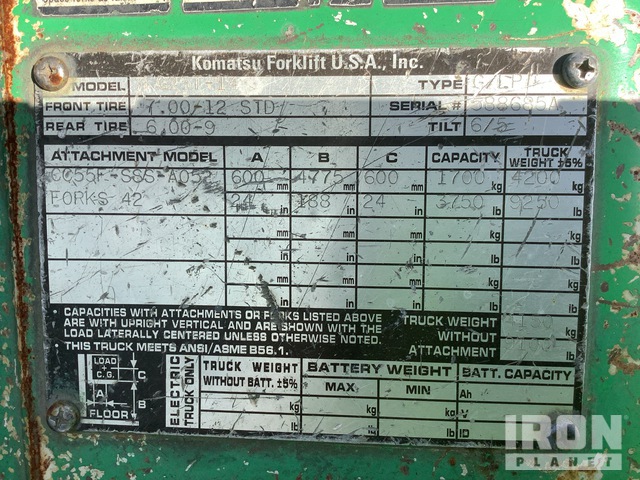 Komatsu Forklift U.S.A., Inc.
MODEL TYPE G/LP
FRONT TIRE 7.00-12 STD SERIAL # 588685A
REAR TIRE 6.00-9 TILT 6/5
ATTACHMENT MODEL A B C CAPACITY TRUCK WEIGHT ±5%
CC55F-SSS-A052 600 mm 4775 mm 600 mm 1700 kg 4200 kg
FORKS 42 24 in 188 in 24 in 3750 lb 9250 lb
mm mm mm kg kg
in in in lb lb
mm mm mm kg kg
in in in lb lb
• CAPACITIES WITH ATTACHMENTS OR FORKS LISTED ABOVE
ARE WITH UPRIGHT VERTICAL AND ARE SHOWN WITH THE
LOAD LATERALLY CENTERED UNLESS OTHERWISE NOTED.
THIS TRUCK MEETS ANSI/ASME B56.1.
TRUCK WEIGHT
WITHOUT
ATTACHMENT lb
LOAD
C.G. C
A B
FLOOR
ELECTRIC
TRUCK ONLY
TRUCK WEIGHT
WITHOUT BATT. ±5%
BATTERY WEIGHT
MAX MIN
BATT. CAPACITY
Ah
kg kg kg V
lb lb lb ID
IRON
PLANET